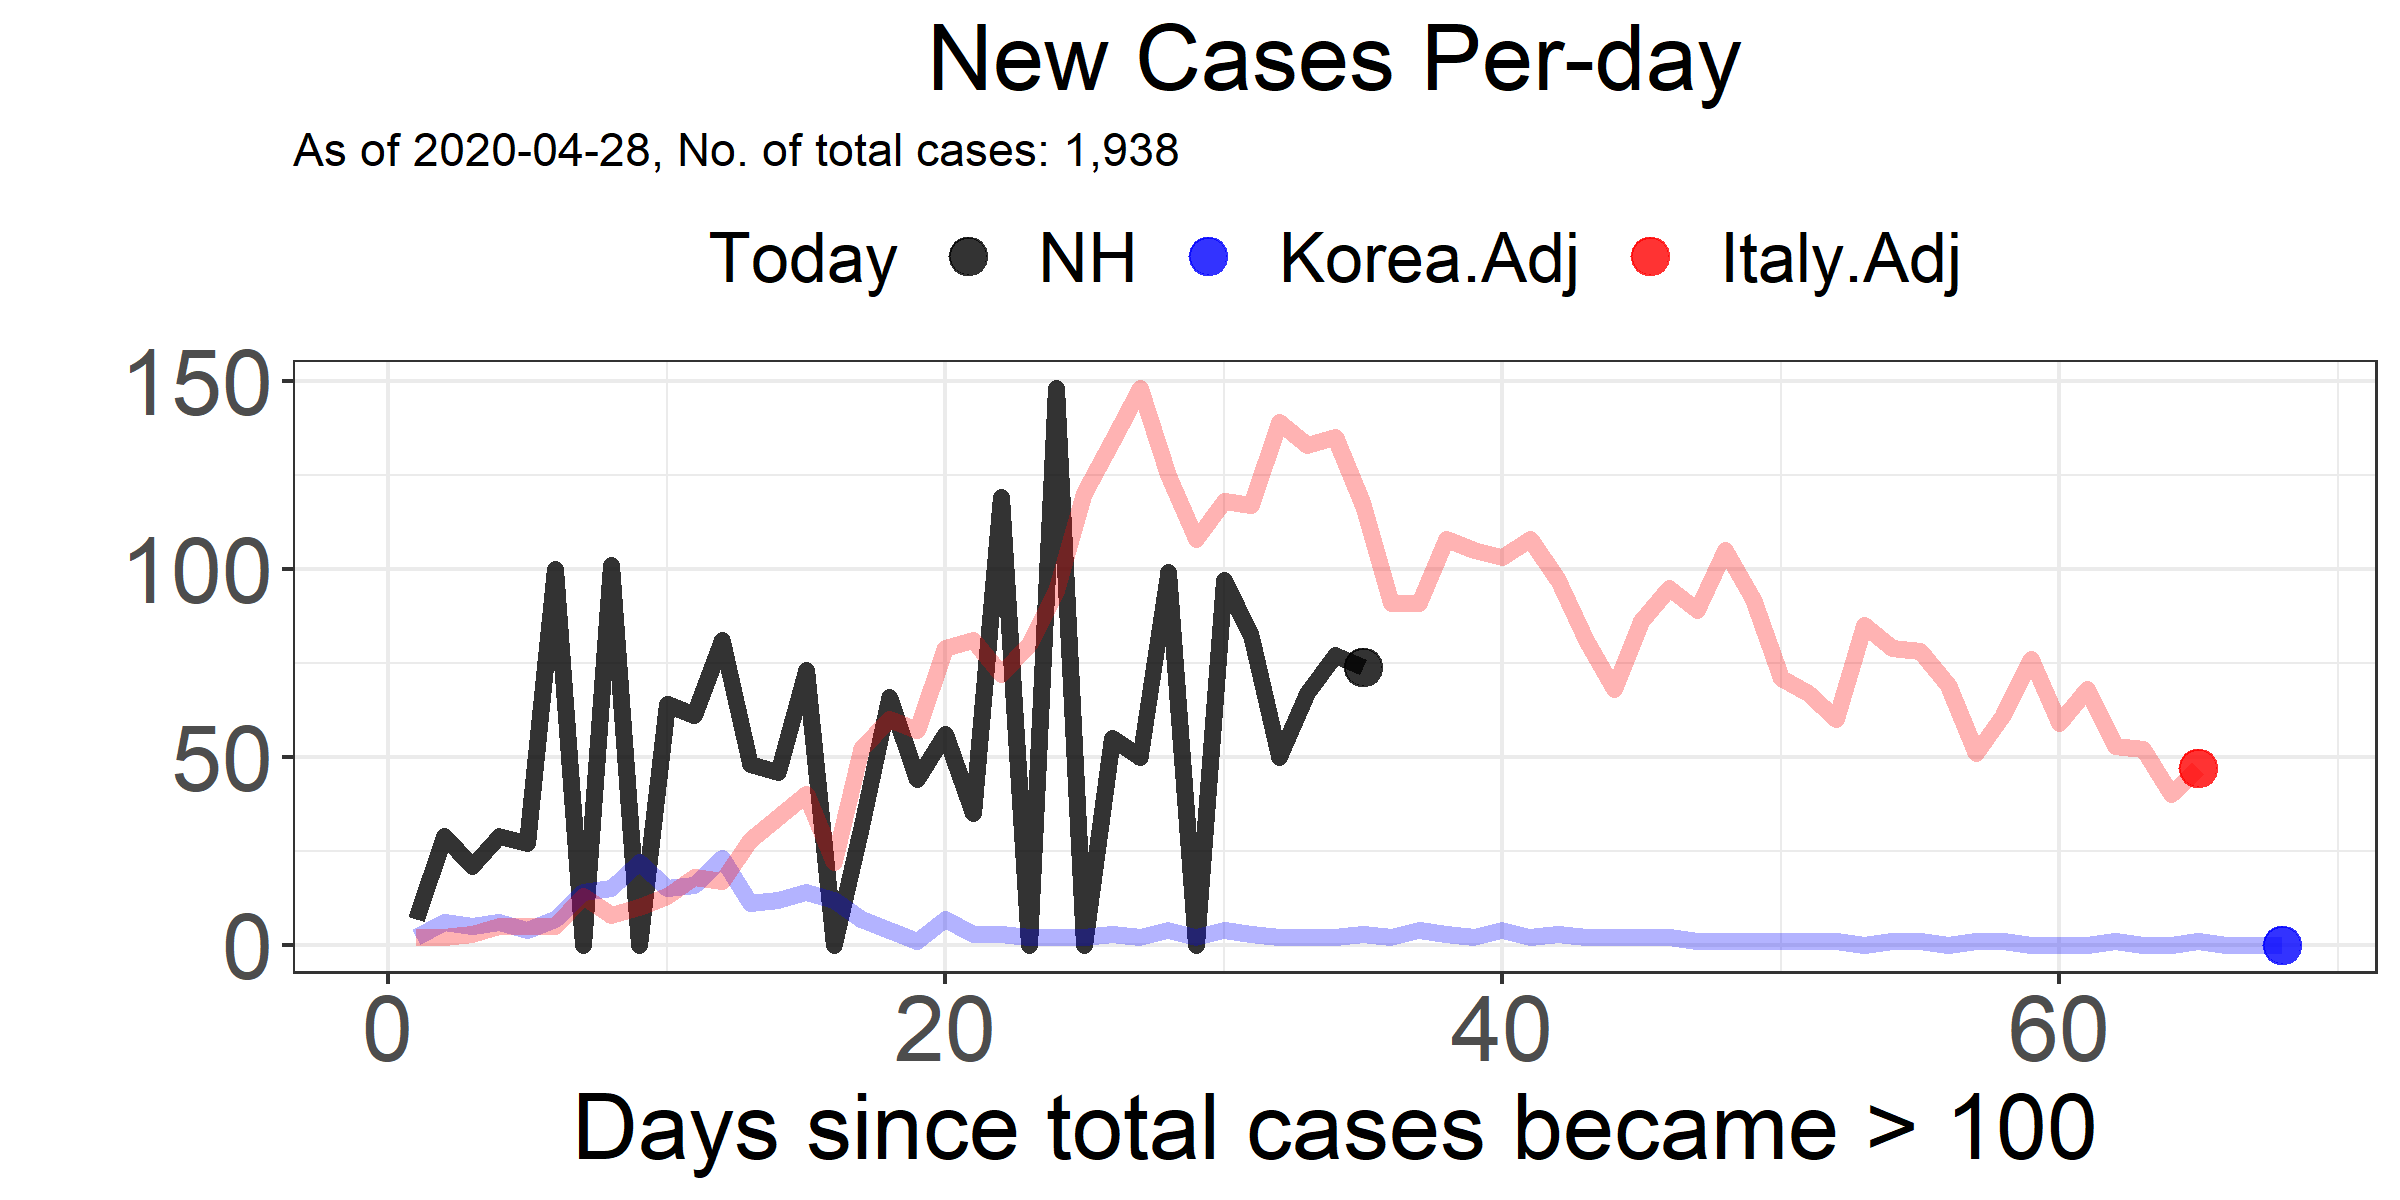 New Cases Per-day
As of 2020-04-28, No. of total cases: 1,938
Today NH Korea.Adj Italy.Adj
150
100
50
0
0 20 40 60
Days since total cases became > 100